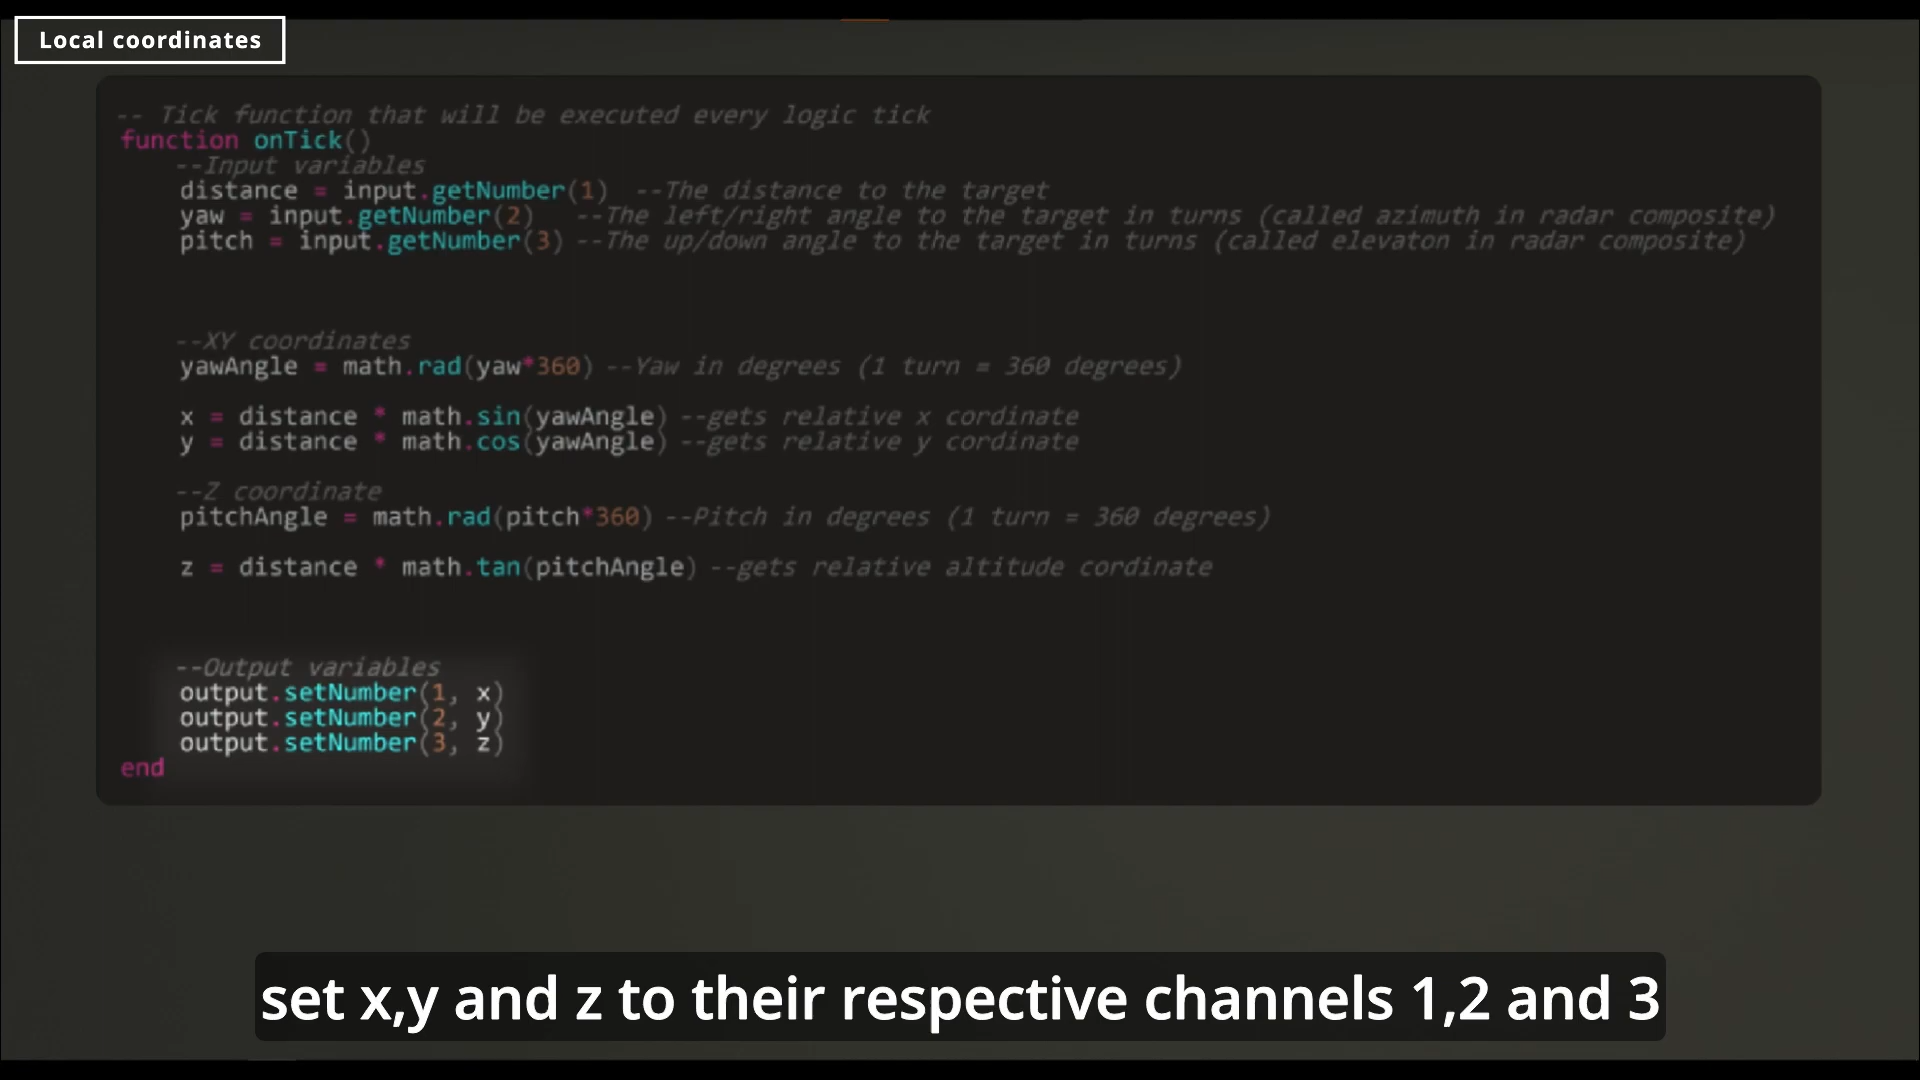 Local coordinates
-- Tick function that will be executed every logic tick
function onTick()
--Input variables
distance = input.getNumber(1)  --The distance to the target
yaw = input.getNumber(2)   --The left/right angle to the target in turns (called azimuth in radar composite)
pitch = input.getNumber(3) --The up/down angle to the target in turns (called elevaton in radar composite)
--XY coordinates
yawAngle = math.rad(yaw*360) --Yaw in degrees (1 turn = 360 degrees)
x = distance * math.sin(yawAngle) --gets relative x cordinate
y = distance * math.cos(yawAngle) --gets relative y cordinate
--Z coordinate
pitchAngle = math.rad(pitch*360) --Pitch in degrees (1 turn = 360 degrees)
z = distance * math.tan(pitchAngle) --gets relative altitude cordinate
--Output variables
output.setNumber(1, x)
output.setNumber(2, y)
output.setNumber(3, z)
end
set x,y and z to their respective channels 1,2 and 3